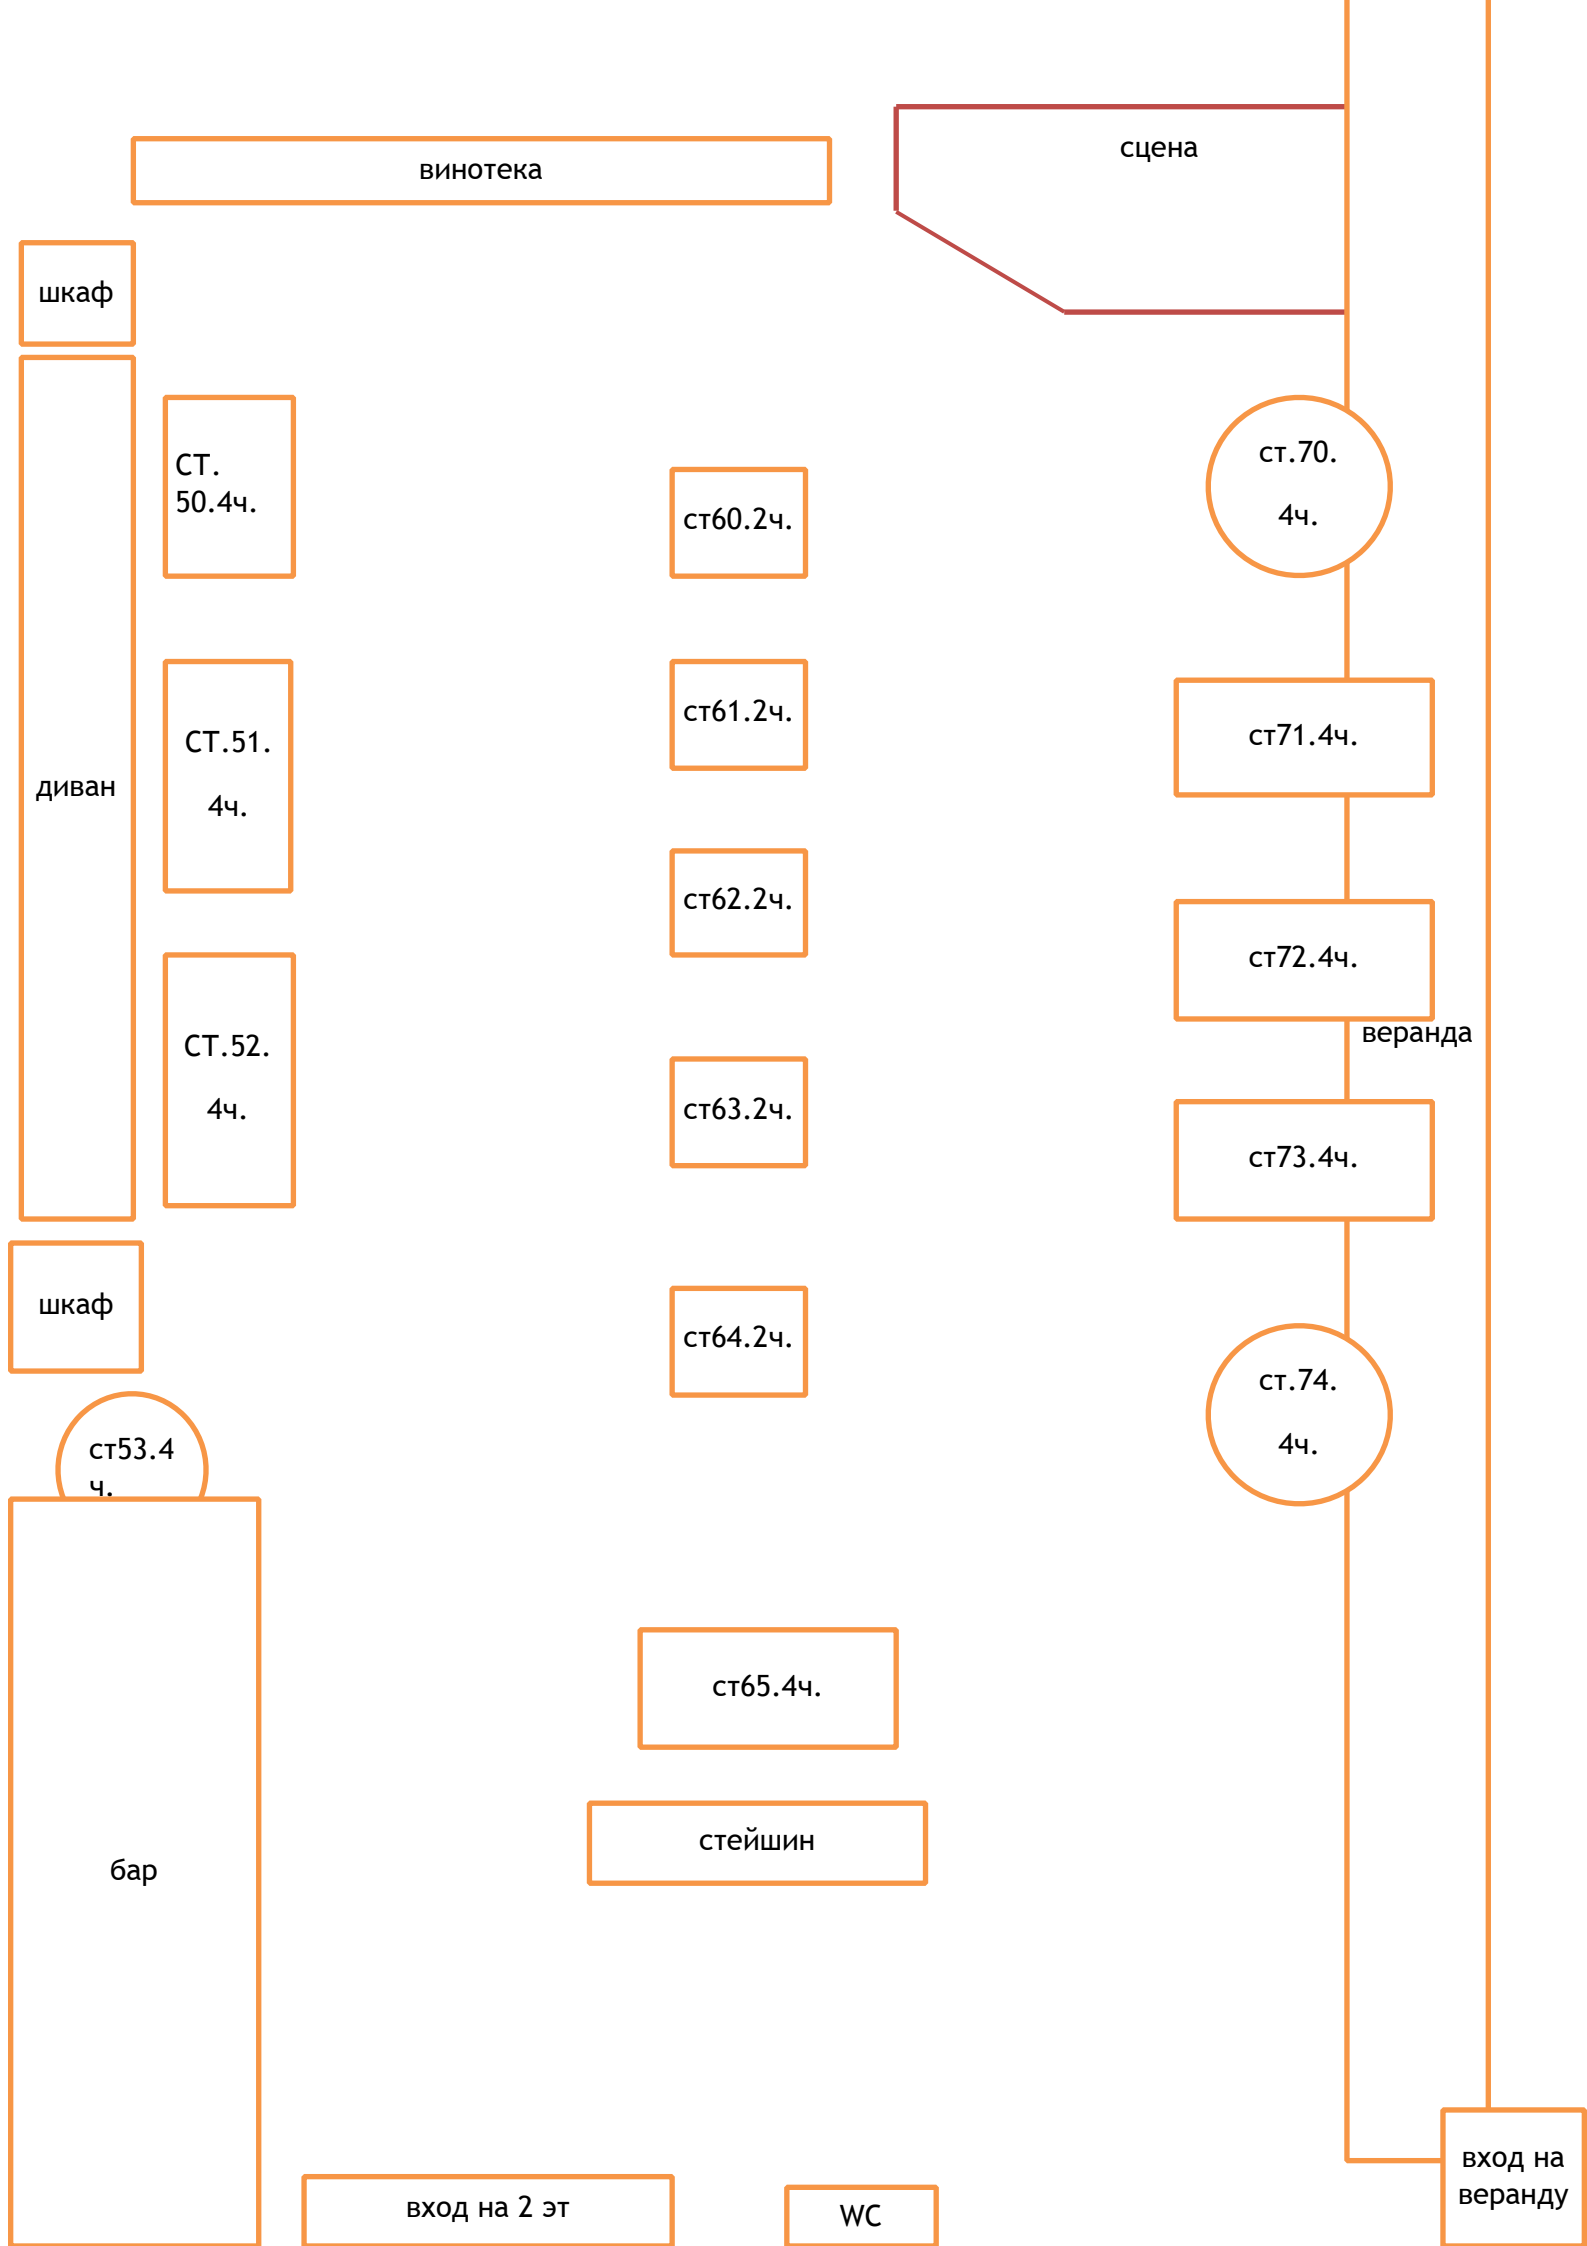 сцена
винотека
шкаф
СТ.
50.4ч.
ст60.2ч.
ст.70.
4ч.
диван
СТ.51.
4ч.
ст61.2ч.
ст71.4ч.
ст62.2ч.
ст72.4ч.
веранда
СТ.52.
4ч.
ст63.2ч.
ст73.4ч.
шкаф
ст64.2ч.
ст.74.
4ч.
ст53.4
ч.
ст65.4ч.
стейшин
бар
вход на 2 эт
WC
вход на
веранду